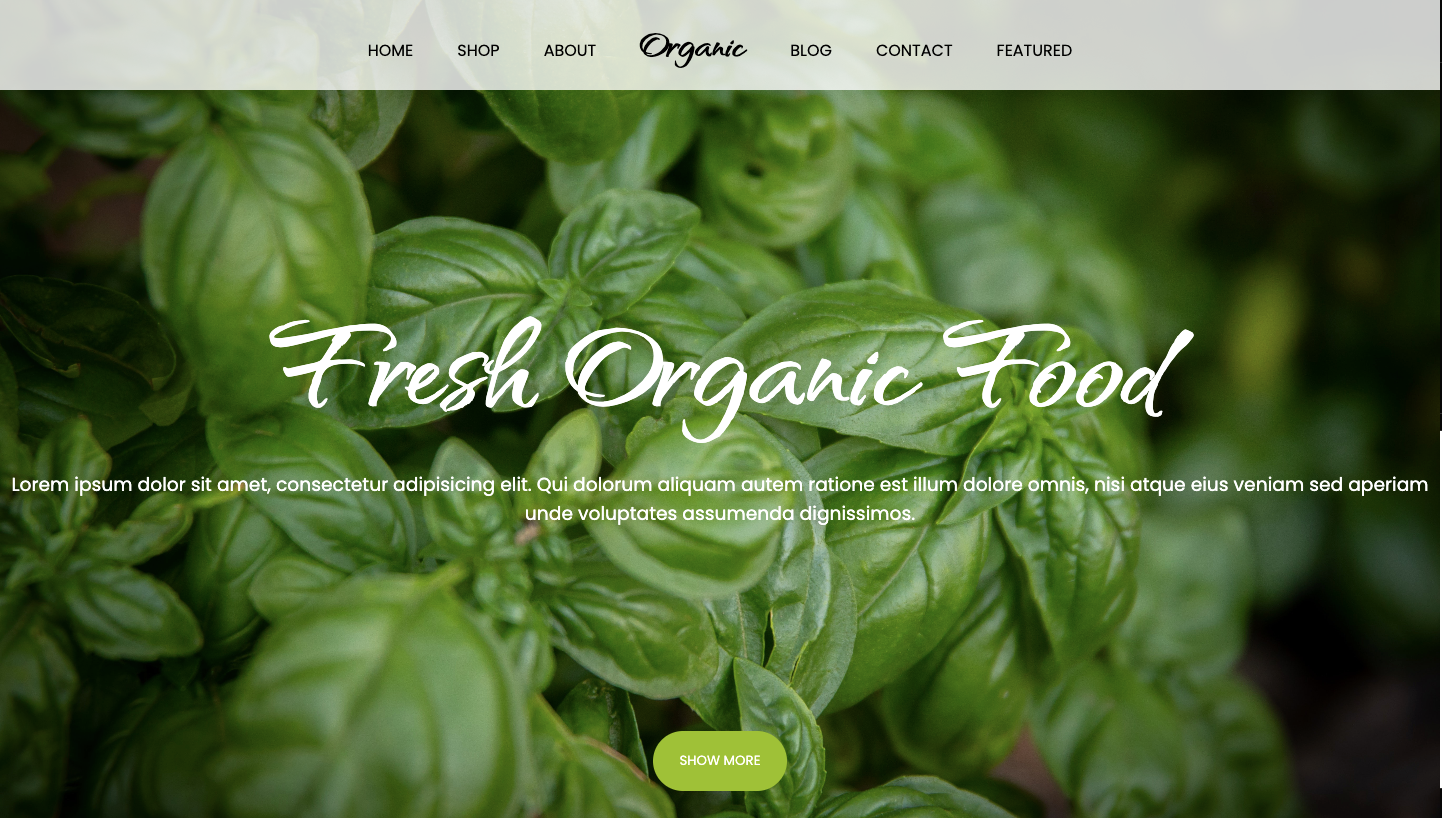 HOME SHOP ABOUT Organic BLOG CONTACT FEATURED
Fresh Organic Food
Lorem ipsum dolor sit amet, consectetur adipisicing elit. Qui dolorum aliquam autem ratione est illum dolore omnis, nisi atque eius veniam sed aperiam
unde voluptates assumenda dignissimos.
SHOW MORE